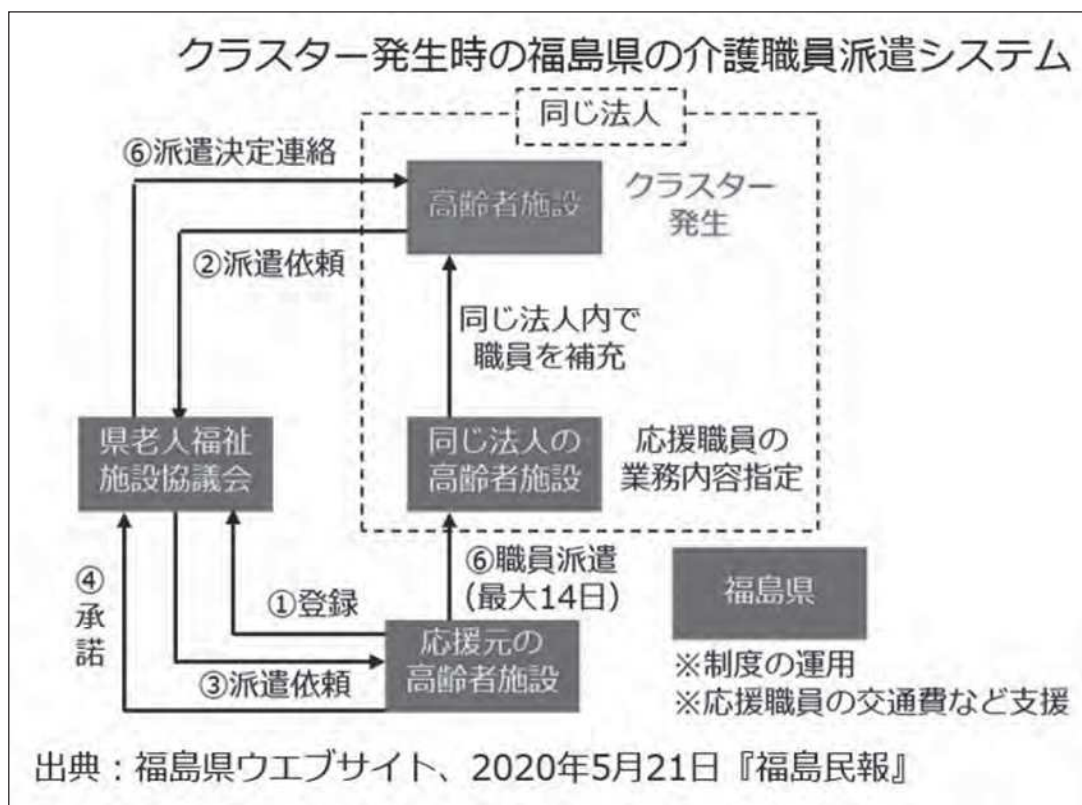 クラスター発生時の福島県の介護職員派遣システム
同じ法人
⑥派遣決定連絡
高齢者施設
クラスター
発生
②派遣依頼
同じ法人内で
職員を補充
県老人福祉
施設協議会
同じ法人の
高齢者施設
応援職員の
業務内容指定
④
承
諾
①登録
⑥職員派遣
(最大14日)
福島県
③派遣依頼
応援元の
高齢者施設
※制度の運用
※応援職員の交通費など支援
出典：福島県ウエブサイト、2020年5月21日『福島民報』